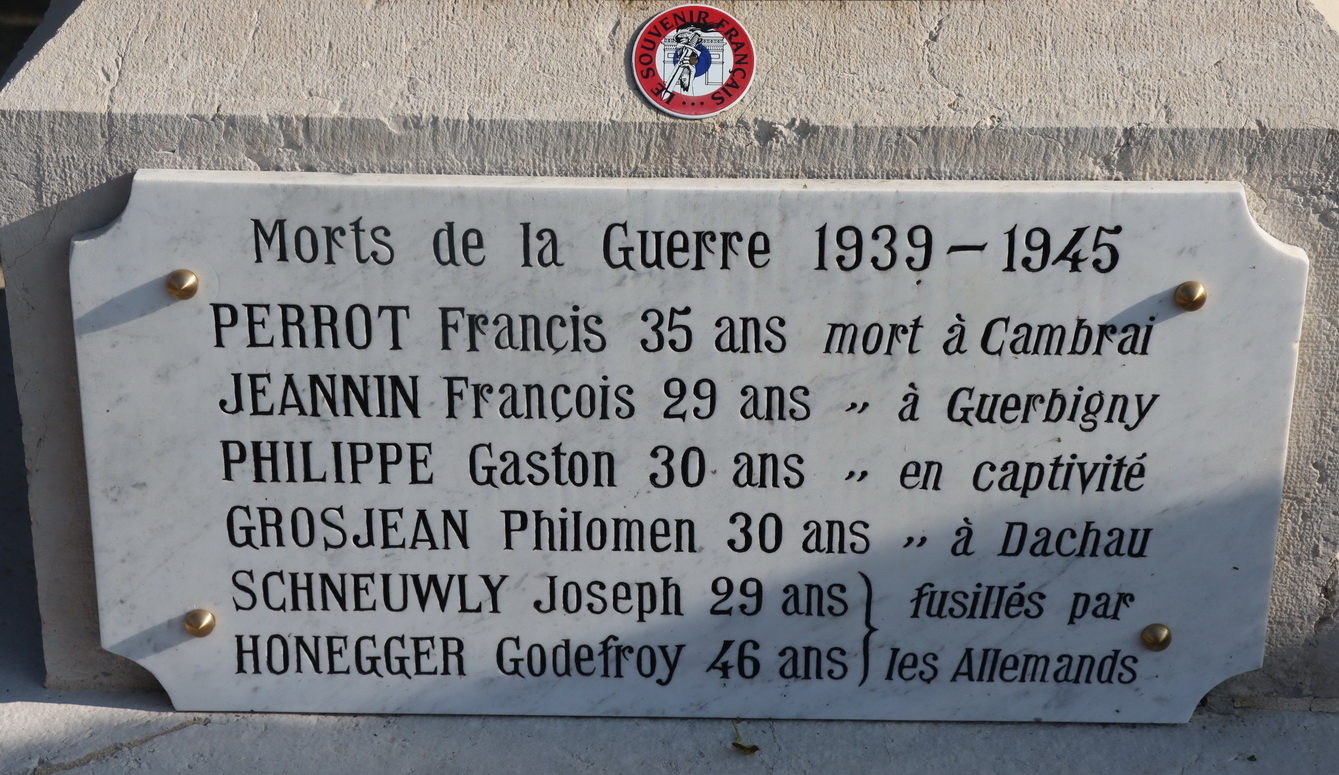 LE SOUVENIR FRANÇAIS
Morts de la Guerre 1939 – 1945
PERROT Françis 35 ans mort à Cambrai
JEANNIN François 29 ans „ à Guerbigny
PHILIPPE Gaston 30 ans „ en captivité
GROSJEAN Philomen 30 ans „ à Dachau
SCHNEUWLY Joseph 29 ans } fusillés par
HONEGGER Godefroy 46 ans } les Allemands